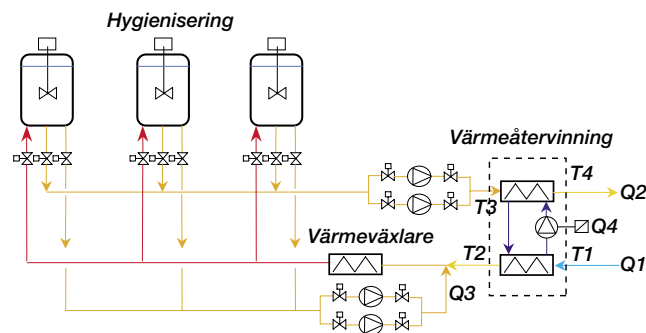 Hygienisering
Värmeåtervinning
T4
Q2
T3
Q4
Värmeväxlare
T2
T1
Q3
Q1